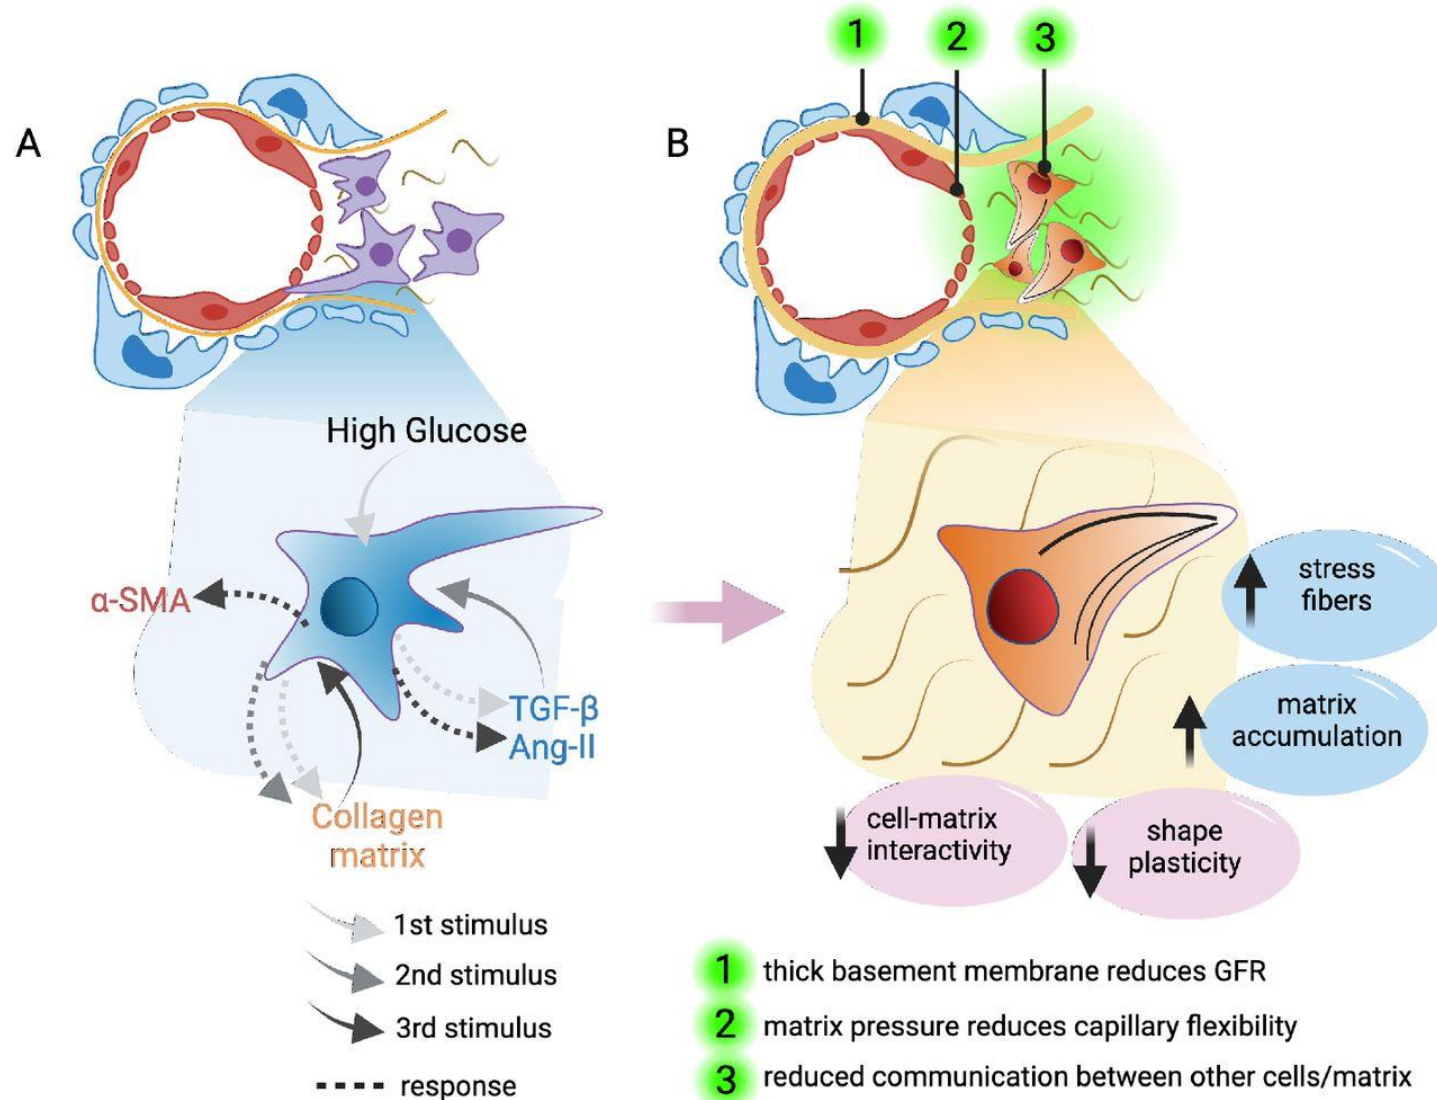 1
2
3
A
B
High Glucose
α-SMA
TGF-β
Ang-II
Collagen
matrix
1st stimulus
2nd stimulus
3rd stimulus
response
stress
fibers
matrix
accumulation
cell-matrix
interactivity
shape
plasticity
1 thick basement membrane reduces GFR
2 matrix pressure reduces capillary flexibility
3 reduced communication between other cells/matrix